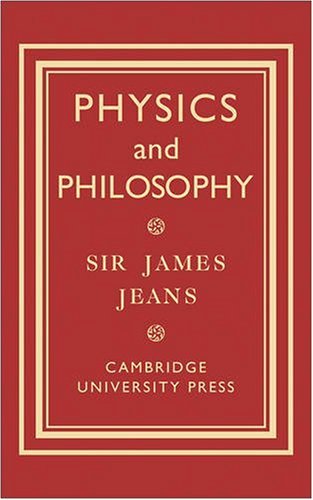 PHYSICS
and
PHILOSOPHY
SIR JAMES
JEANS
CAMBRIDGE
UNIVERSITY PRESS